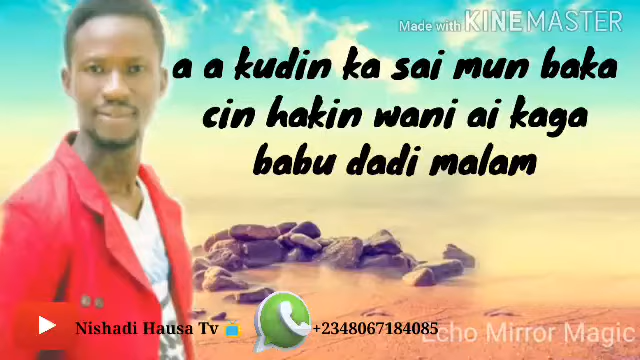 Made with KINEMASTER
a a kudin ka sai mun baka
cin hakin wani ai kaga
babu dadi malam
Nishadi Hausa Tv
+2348067184085
Echo Mirror Magic